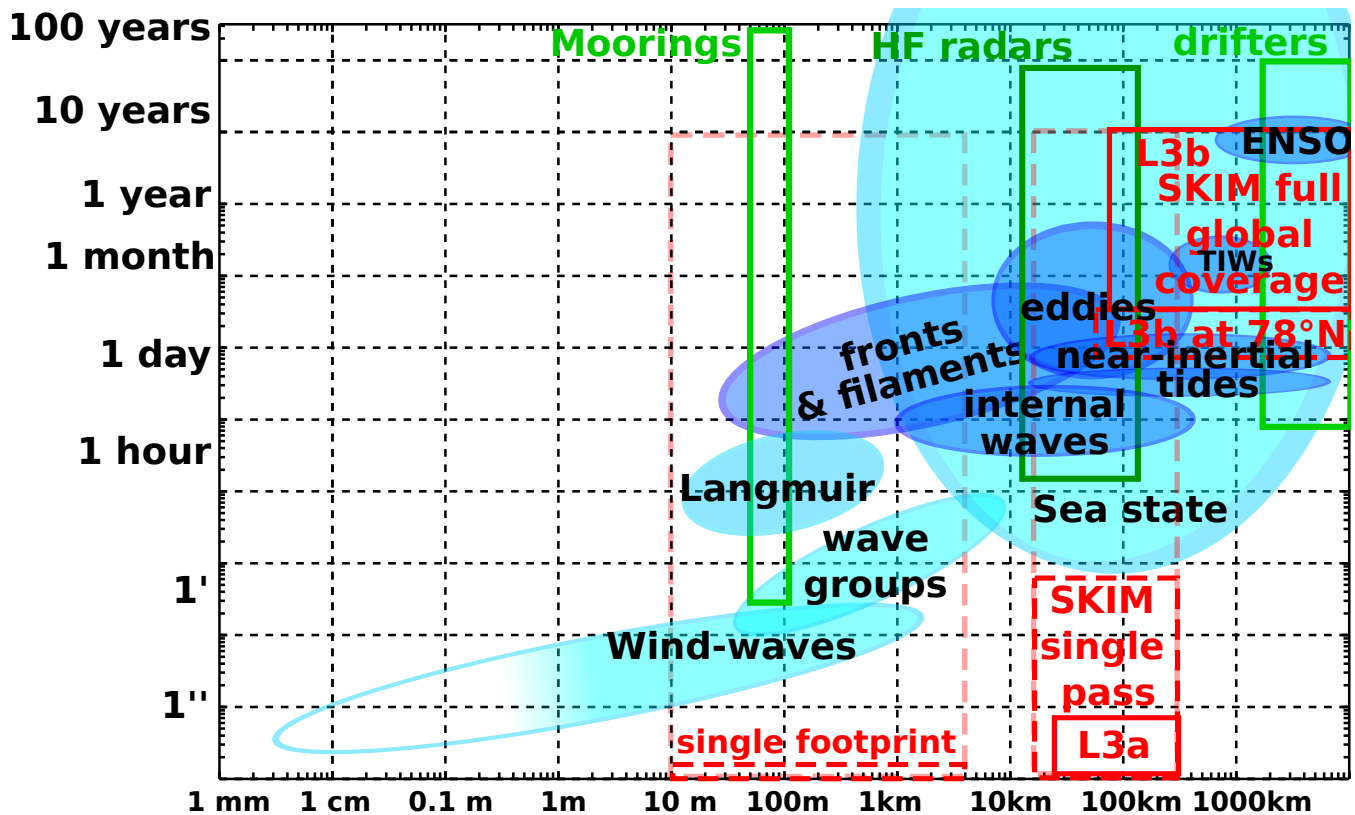 100 years
Moorings
HF radars
drifters
10 years
ENSO
L3b
1 year
SKIM full
global
1 month
TIWs
coverage
eddies
fronts
& filaments
L3b at 78°N
1 day
near-inertial
tides
internal
waves
1 hour
Langmuir
Sea state
wave
groups
1'
SKIM
single
pass
Wind-waves
1''
single footprint
L3a
1 mm 1 cm 0.1 m 1m 10 m 100m 1km 10km 100km 1000km